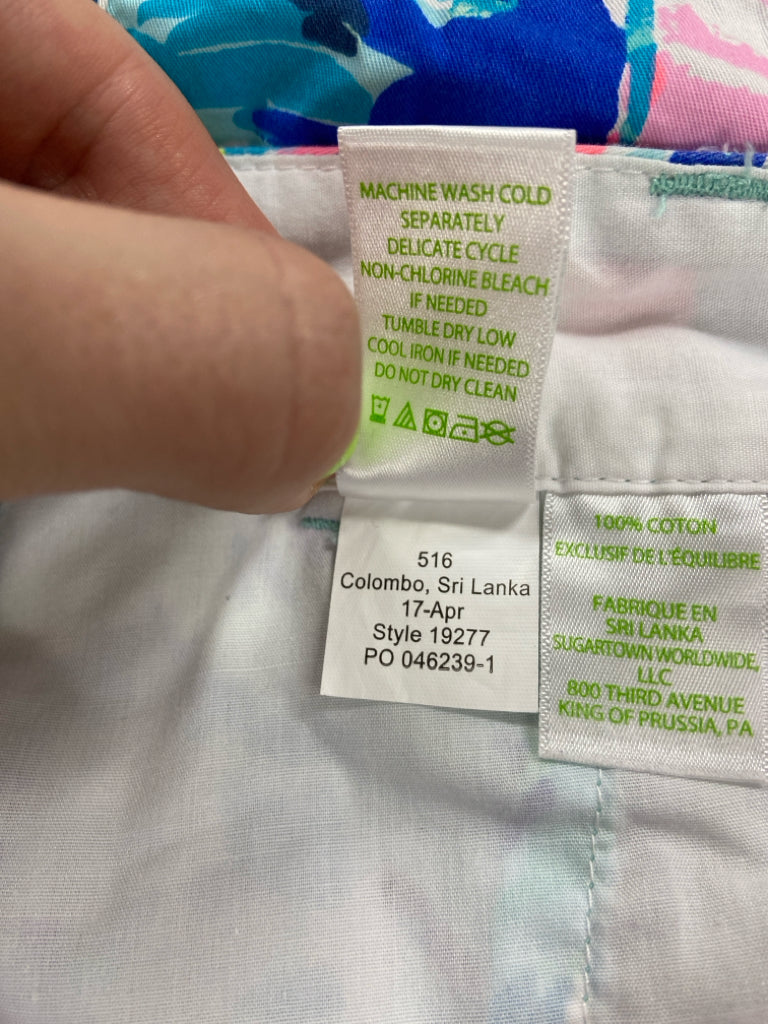 MACHINE WASH COLD
SEPARATELY
DELICATE CYCLE
NON-CHLORINE BLEACH
IF NEEDED
TUMBLE DRY LOW
COOL IRON IF NEEDED
DO NOT DRY CLEAN
516
Colombo, Sri Lanka
17-Apr
Style 19277
PO 046239-1
100% COTON
EXCLUSIF DE L'ÉQUILIBRE
FABRIQUE EN
SRI LANKA
SUGARTOWN WORLDWIDE,
LLC
800 THIRD AVENUE
KING OF PRUSSIA, PA